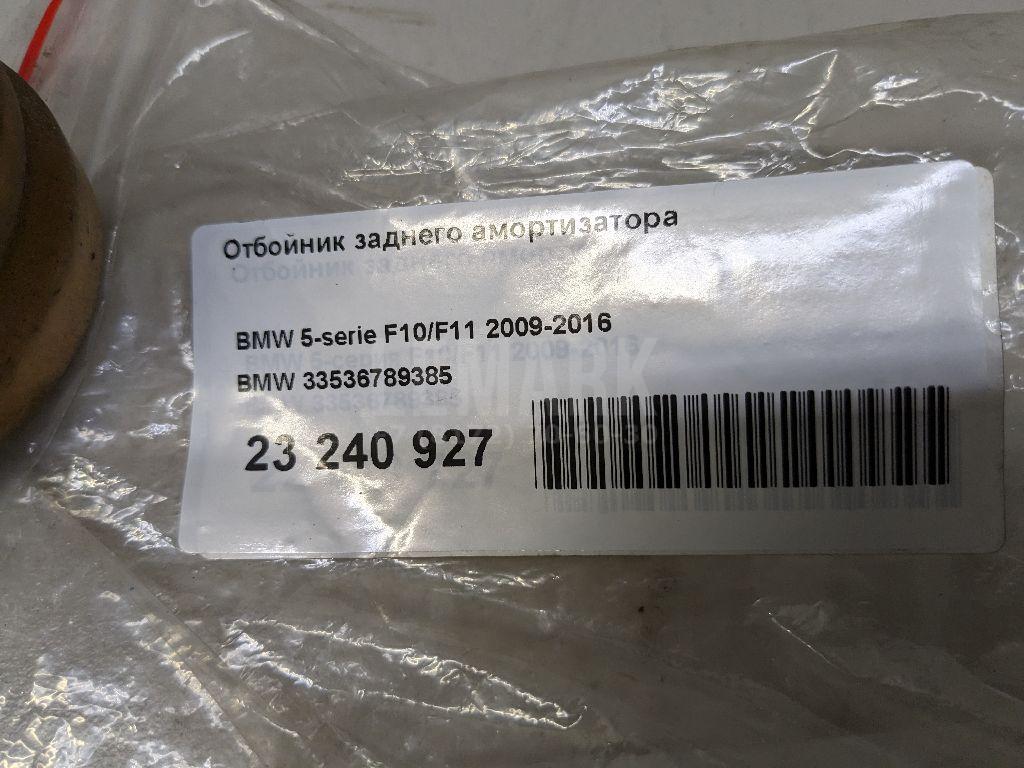 Отбойник заднего амортизатора
BMW 5-serie F10/F11 2009-2016
BMW 33536789385
23 240 927